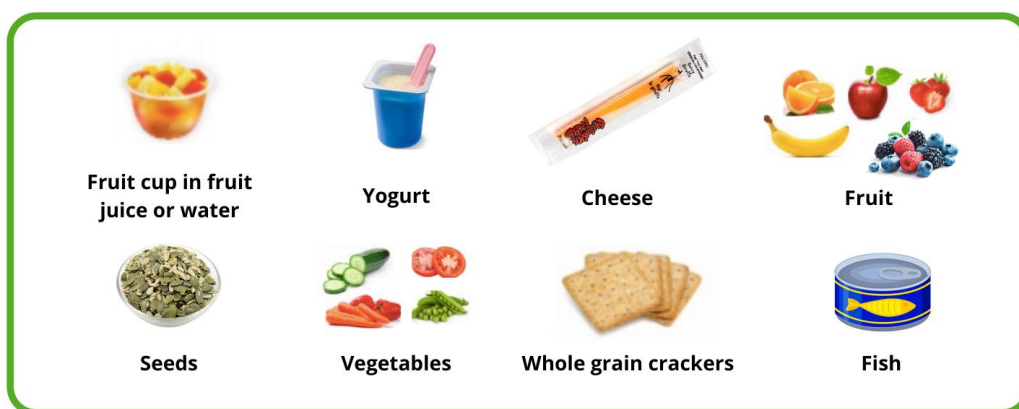 Fruit cup in fruit
juice or water
Yogurt
Cheese
Fruit
Seeds
Vegetables
Whole grain crackers
Fish